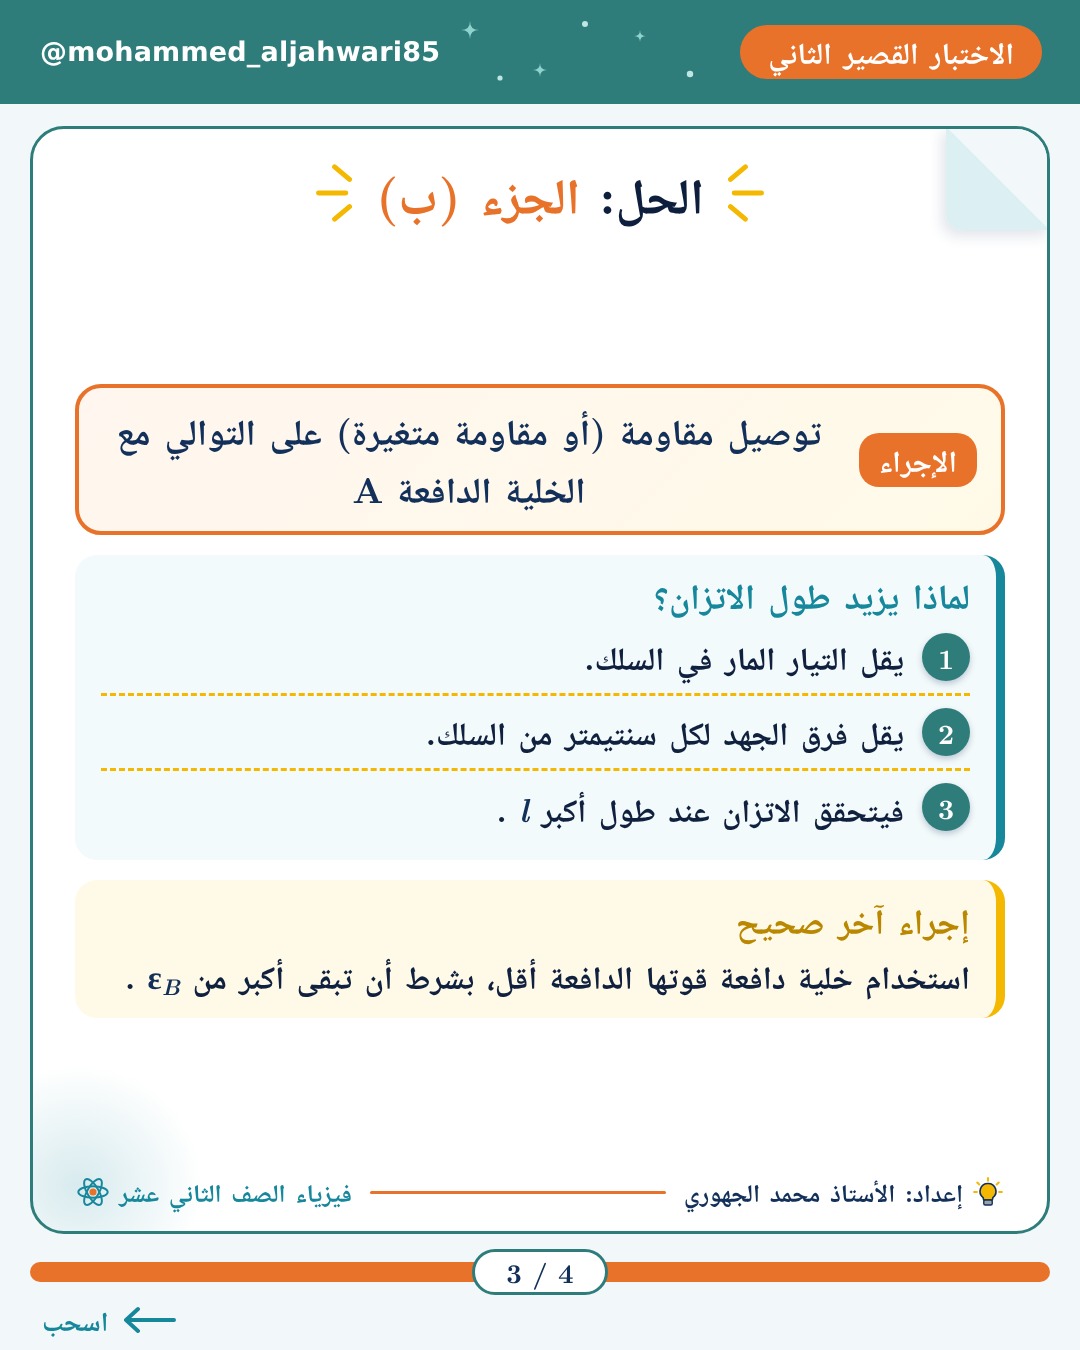 الاختبار القصير الثاني
@mohammed_aljahwari85
الحل: الجزء (ب)
الإجراء
توصيل مقاومة (أو مقاومة متغيرة) على التوالي مع
الخلية الدافعة A
لماذا يزيد طول الاتزان؟
1 يقل التيار المار في السلك.
2 يقل فرق الجهد لكل سنتيمتر من السلك.
3 فيتحقق الاتزان عند طول أكبر l .
إجراء آخر صحيح
استخدام خلية دافعة قوتها الدافعة أقل، بشرط أن تبقى أكبر من ε_B .
إعداد: الأستاذ محمد الجهوري
فيزياء الصف الثاني عشر
3 / 4
اسحب